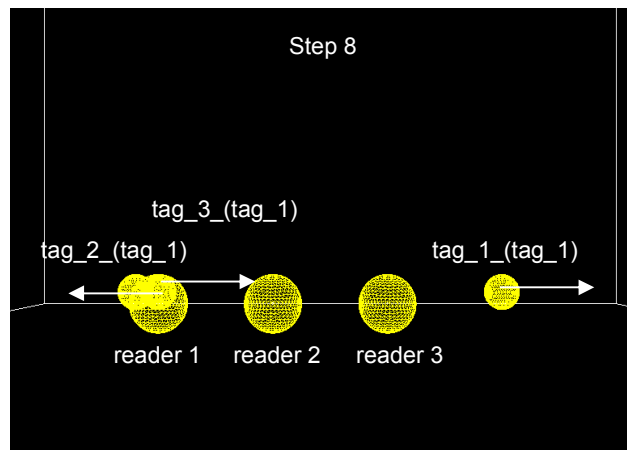 Step 8
tag_3_(tag_1)
tag_2_(tag_1)
tag_1_(tag_1)
reader 1
reader 2
reader 3